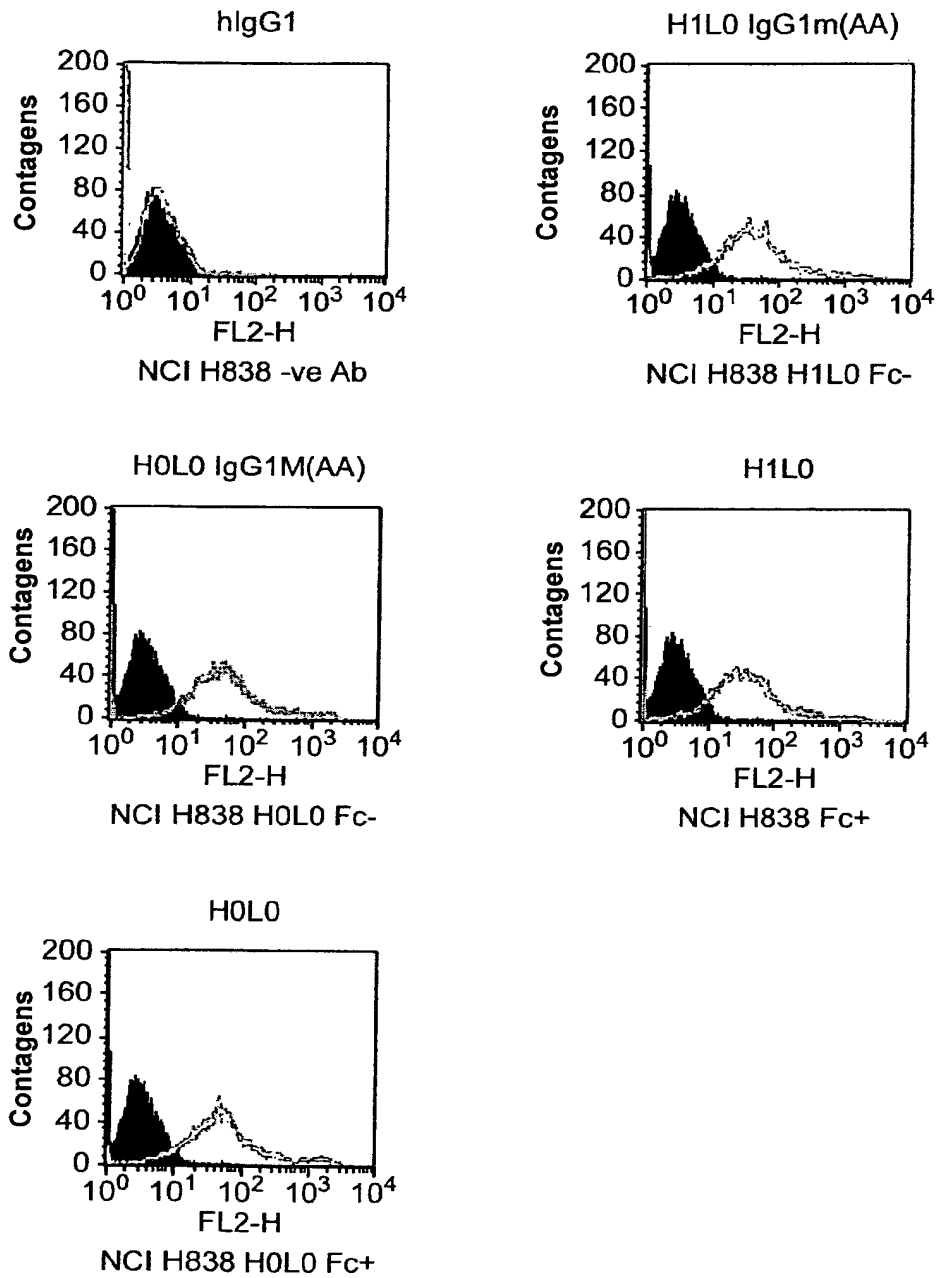 hIgG1
200
160
120
80
40
0
Contagens
10^0 10^1 10^2 10^3 10^4
FL2-H
NCI H838 -ve Ab
H1L0 IgG1m(AA)
200
160
120
80
40
0
Contagens
10^0 10^1 10^2 10^3 10^4
FL2-H
NCI H838 H1L0 Fc-
H0L0 IgG1M(AA)
200
160
120
80
40
0
Contagens
10^0 10^1 10^2 10^3 10^4
FL2-H
NCI H838 H0L0 Fc-
H1L0
200
160
120
80
40
0
Contagens
10^0 10^1 10^2 10^3 10^4
FL2-H
NCI H838 Fc+
H0L0
200
160
120
80
40
0
Contagens
10^0 10^1 10^2 10^3 10^4
FL2-H
NCI H838 H0L0 Fc+